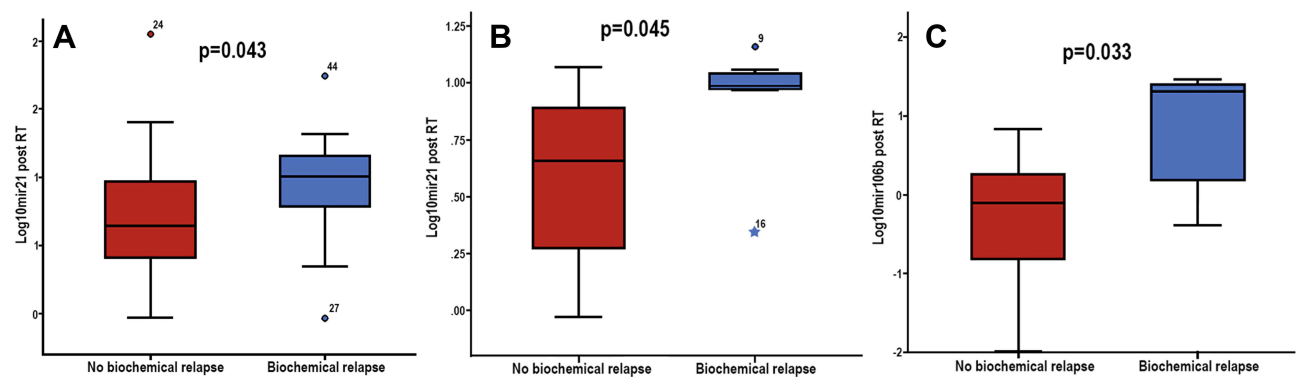 A
p=0.043
Log10mir21 post RT
2
2
1
1
0
24
44
27
No biochemical relapse
Biochemical relapse
B
p=0.045
Log10mir21 post RT
1.25
1.00
.75
.50
.25
.00
9
16
No biochemical relapse
Biochemical relapse
C
p=0.033
Log10mir106b post RT
2
1
0
-1
-2
No biochemical relapse
Biochemical relapse